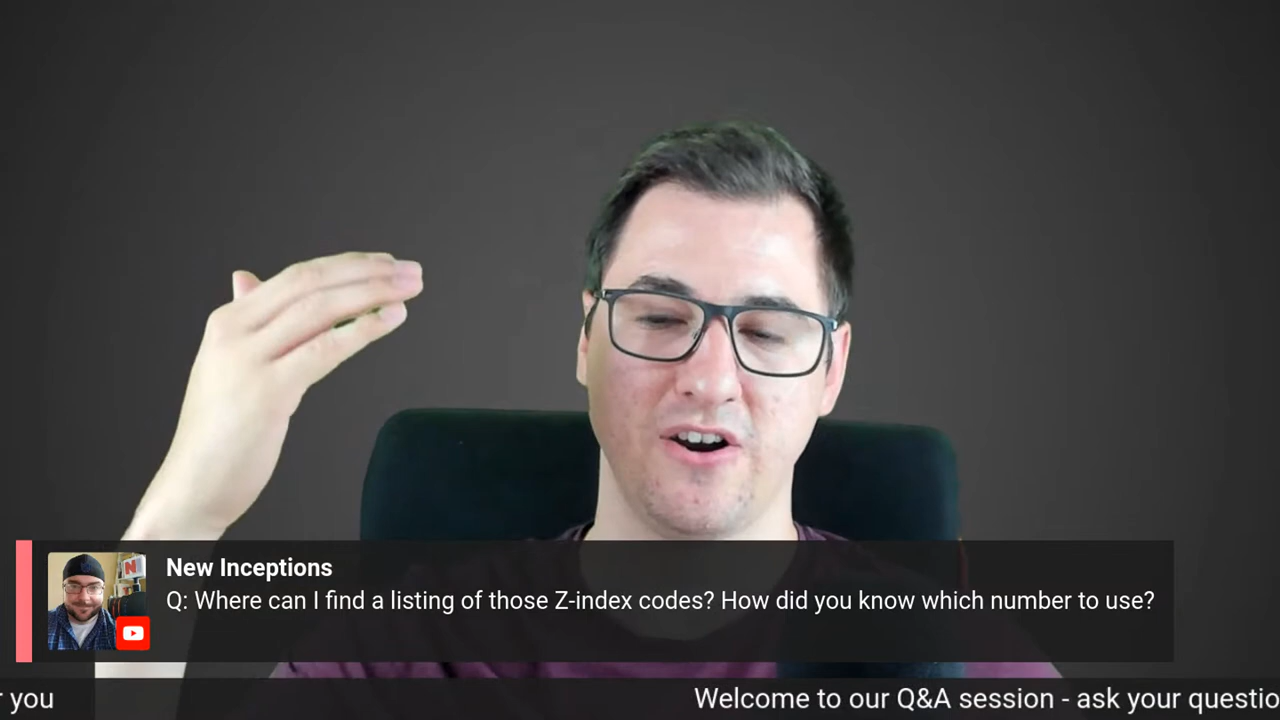 New Inceptions
Q: Where can I find a listing of those Z-index codes? How did you know which number to use?
you
Welcome to our Q&A session - ask your questio